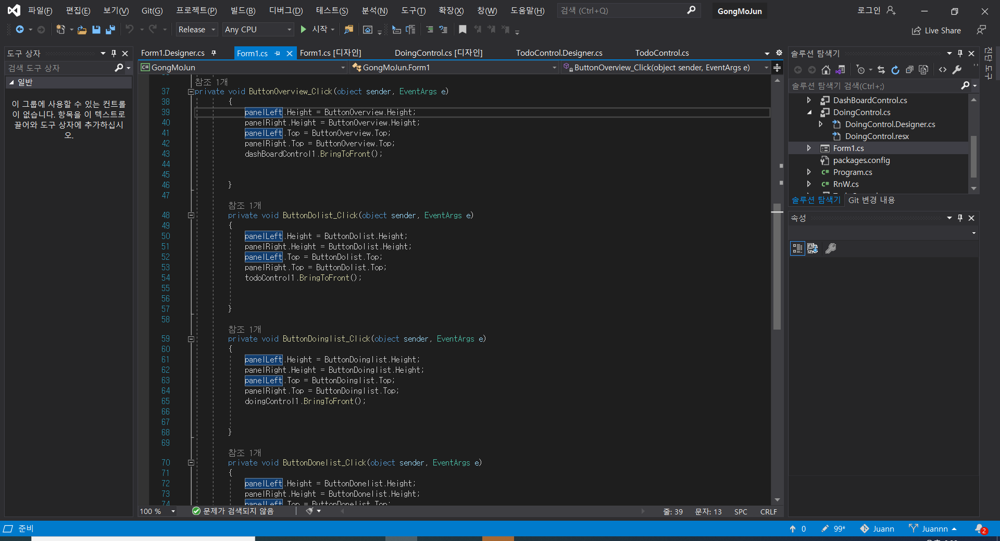 파일(F) 편집(E) 보기(V) Git(G) 프로젝트(P) 빌드(B) 디버그(D) 테스트(S) 분석(N) 도구(T) 확장(X) 창(W) 도움말(H) 검색 (Ctrl+Q) GongMoJun 로그인
Release Any CPU 시작 Live Share
도구 상자
검색 도구 상자
일반
이 그룹에 사용할 수 있는 컨트롤
이 없습니다. 항목을 이 텍스트로
끌어와 도구 상자에 추가하십시
오.
Form1.Designer.cs Form1.cs Form1.cs [디자인] DoingControl.cs [디자인] TodoControl.Designer.cs TodoControl.cs
GongMoJun GongMoJun.Form1 ButtonOverview_Click(object sender, EventArgs e)
참조 1개
37 private void ButtonOverview_Click(object sender, EventArgs e)
38 {
39 panelLeft.Height = ButtonOverview.Height;
40 panelRight.Height = ButtonOverview.Height;
41 panelLeft.Top = ButtonOverview.Top;
42 panelRight.Top = ButtonOverview.Top;
43 dashBoardControl1.BringToFront();
44
45
46 }
47
참조 1개
48 private void ButtonDolist_Click(object sender, EventArgs e)
49 {
50 panelLeft.Height = ButtonDolist.Height;
51 panelRight.Height = ButtonDolist.Height;
52 panelLeft.Top = ButtonDolist.Top;
53 panelRight.Top = ButtonDolist.Top;
54 todoControl1.BringToFront();
55
56
57 }
58
참조 1개
59 private void ButtonDoinglist_Click(object sender, EventArgs e)
60 {
61 panelLeft.Height = ButtonDoinglist.Height;
62 panelRight.Height = ButtonDoinglist.Height;
63 panelLeft.Top = ButtonDoinglist.Top;
64 panelRight.Top = ButtonDoinglist.Top;
65 doingControl1.BringToFront();
66
67
68 }
69
참조 1개
70 private void ButtonDonelist_Click(object sender, EventArgs e)
71 {
72 panelLeft.Height = ButtonDonelist.Height;
73 panelRight.Height = ButtonDonelist.Height;
74 panelLeft.Top = ButtonDonelist.Top;
100 % 문제가 검색되지 않음 줄: 39 문자: 13 SPC CRLF
솔루션 탐색기
솔루션 탐색기 검색(Ctrl+;)
DashBoardControl.cs
DoingControl.cs
DoingControl.Designer.cs
DoingControl.resx
Form1.cs
packages.config
C# Program.cs
C# RnW.cs
솔루션 탐색기 Git 변경 내용
속성
진단 도구
준비 0 99* Juann Juannn 2